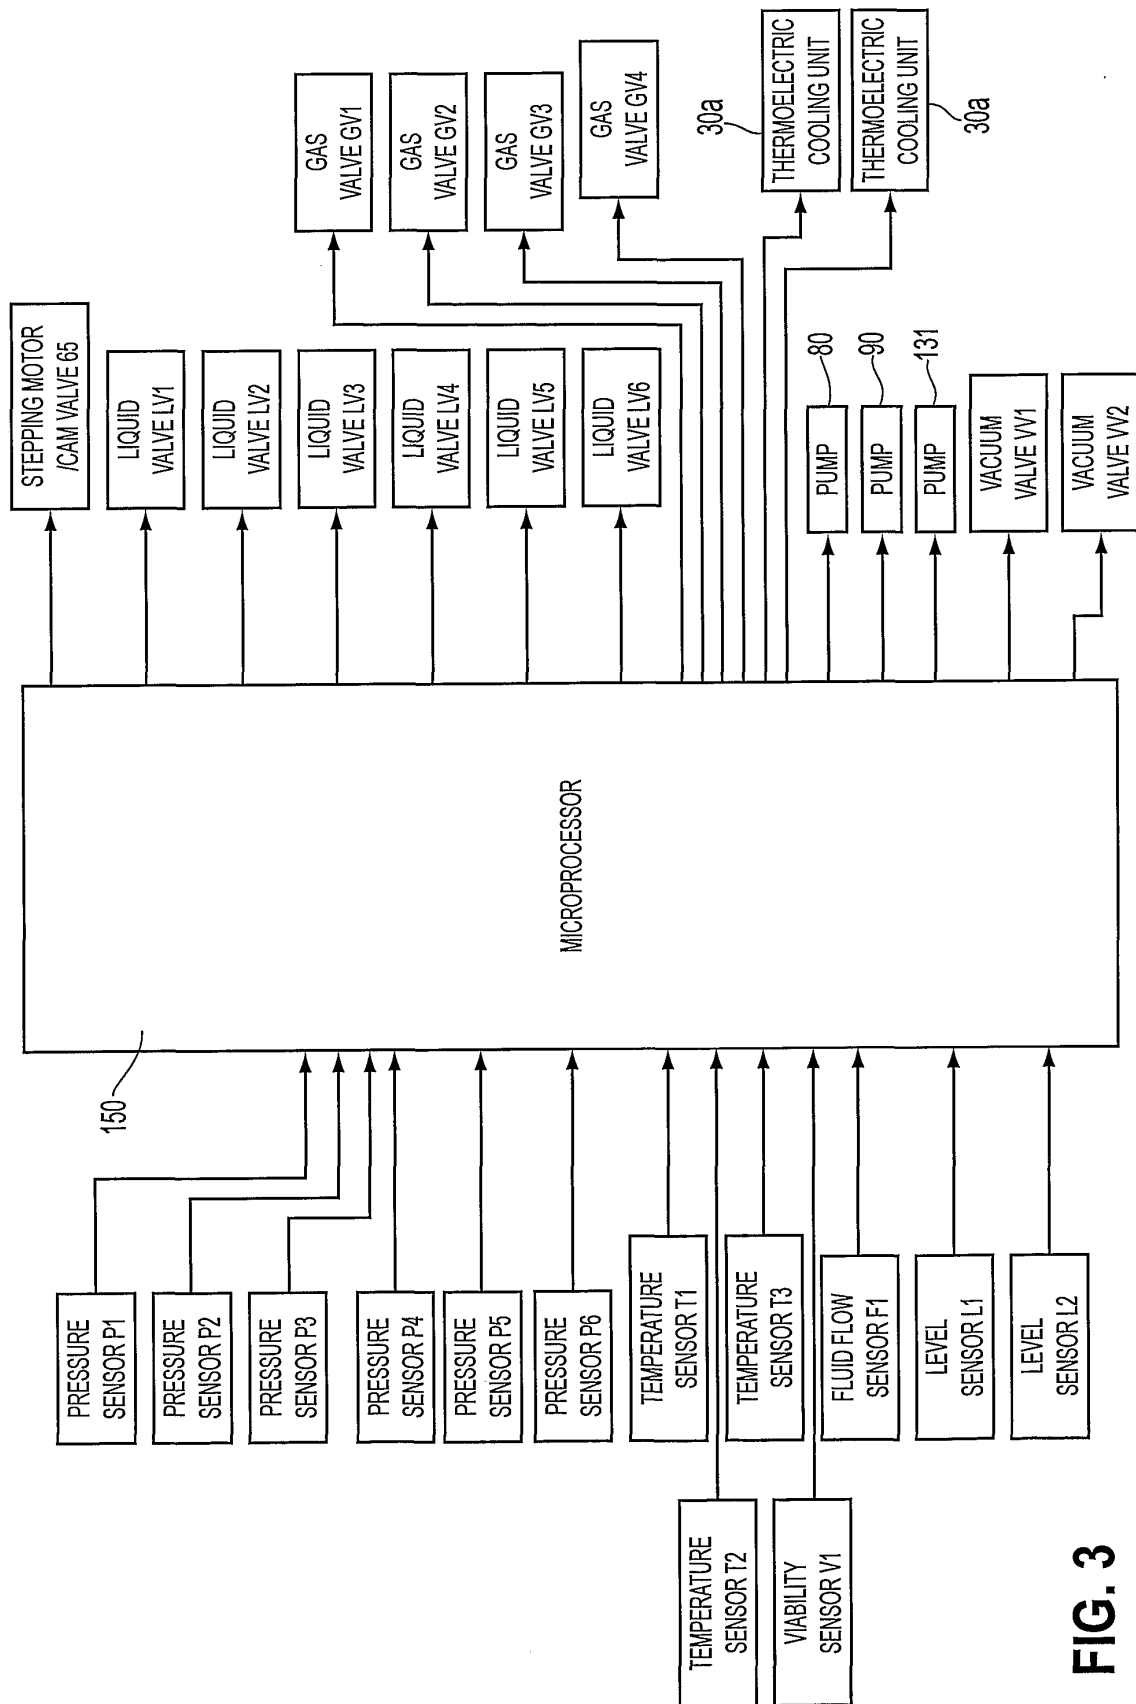 STEPPING MOTOR
/CAM VALVE 65
LIQUID
VALVE LV1
LIQUID
VALVE LV2
LIQUID
VALVE LV3
LIQUID
VALVE LV4
LIQUID
VALVE LV5
LIQUID
VALVE LV6
GAS
VALVE GV1
GAS
VALVE GV2
GAS
VALVE GV3
GAS
VALVE GV4
30a
THERMOELECTRIC
COOLING UNIT
THERMOELECTRIC
COOLING UNIT
30a
PUMP
80
PUMP
90
PUMP
131
VACUUM
VALVE VV1
VACUUM
VALVE VV2
MICROPROCESSOR
150
PRESSURE
SENSOR P1
PRESSURE
SENSOR P2
PRESSURE
SENSOR P3
PRESSURE
SENSOR P4
PRESSURE
SENSOR P5
PRESSURE
SENSOR P6
TEMPERATURE
SENSOR T1
TEMPERATURE
SENSOR T2
TEMPERATURE
SENSOR T3
VIABILITY
SENSOR V1
FLUID FLOW
SENSOR F1
LEVEL
SENSOR L1
LEVEL
SENSOR L2
FIG. 3